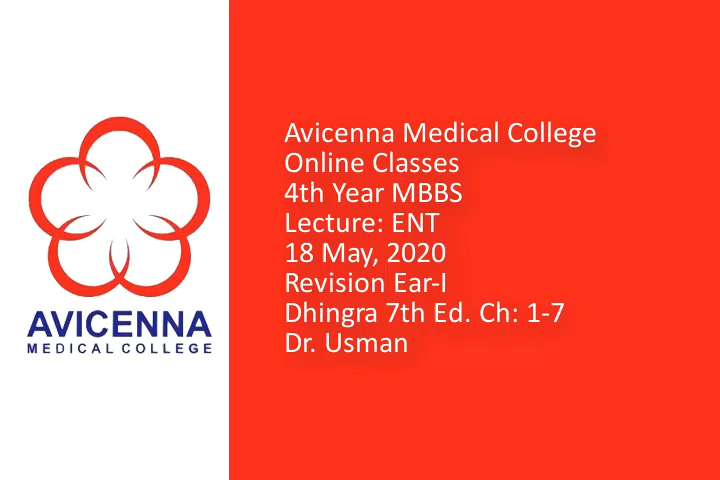 AVICENNA
MEDICAL COLLEGE
Avicenna Medical College
Online Classes
4th Year MBBS
Lecture: ENT
18 May, 2020
Revision Ear-I
Dhingra 7th Ed. Ch: 1-7
Dr. Usman